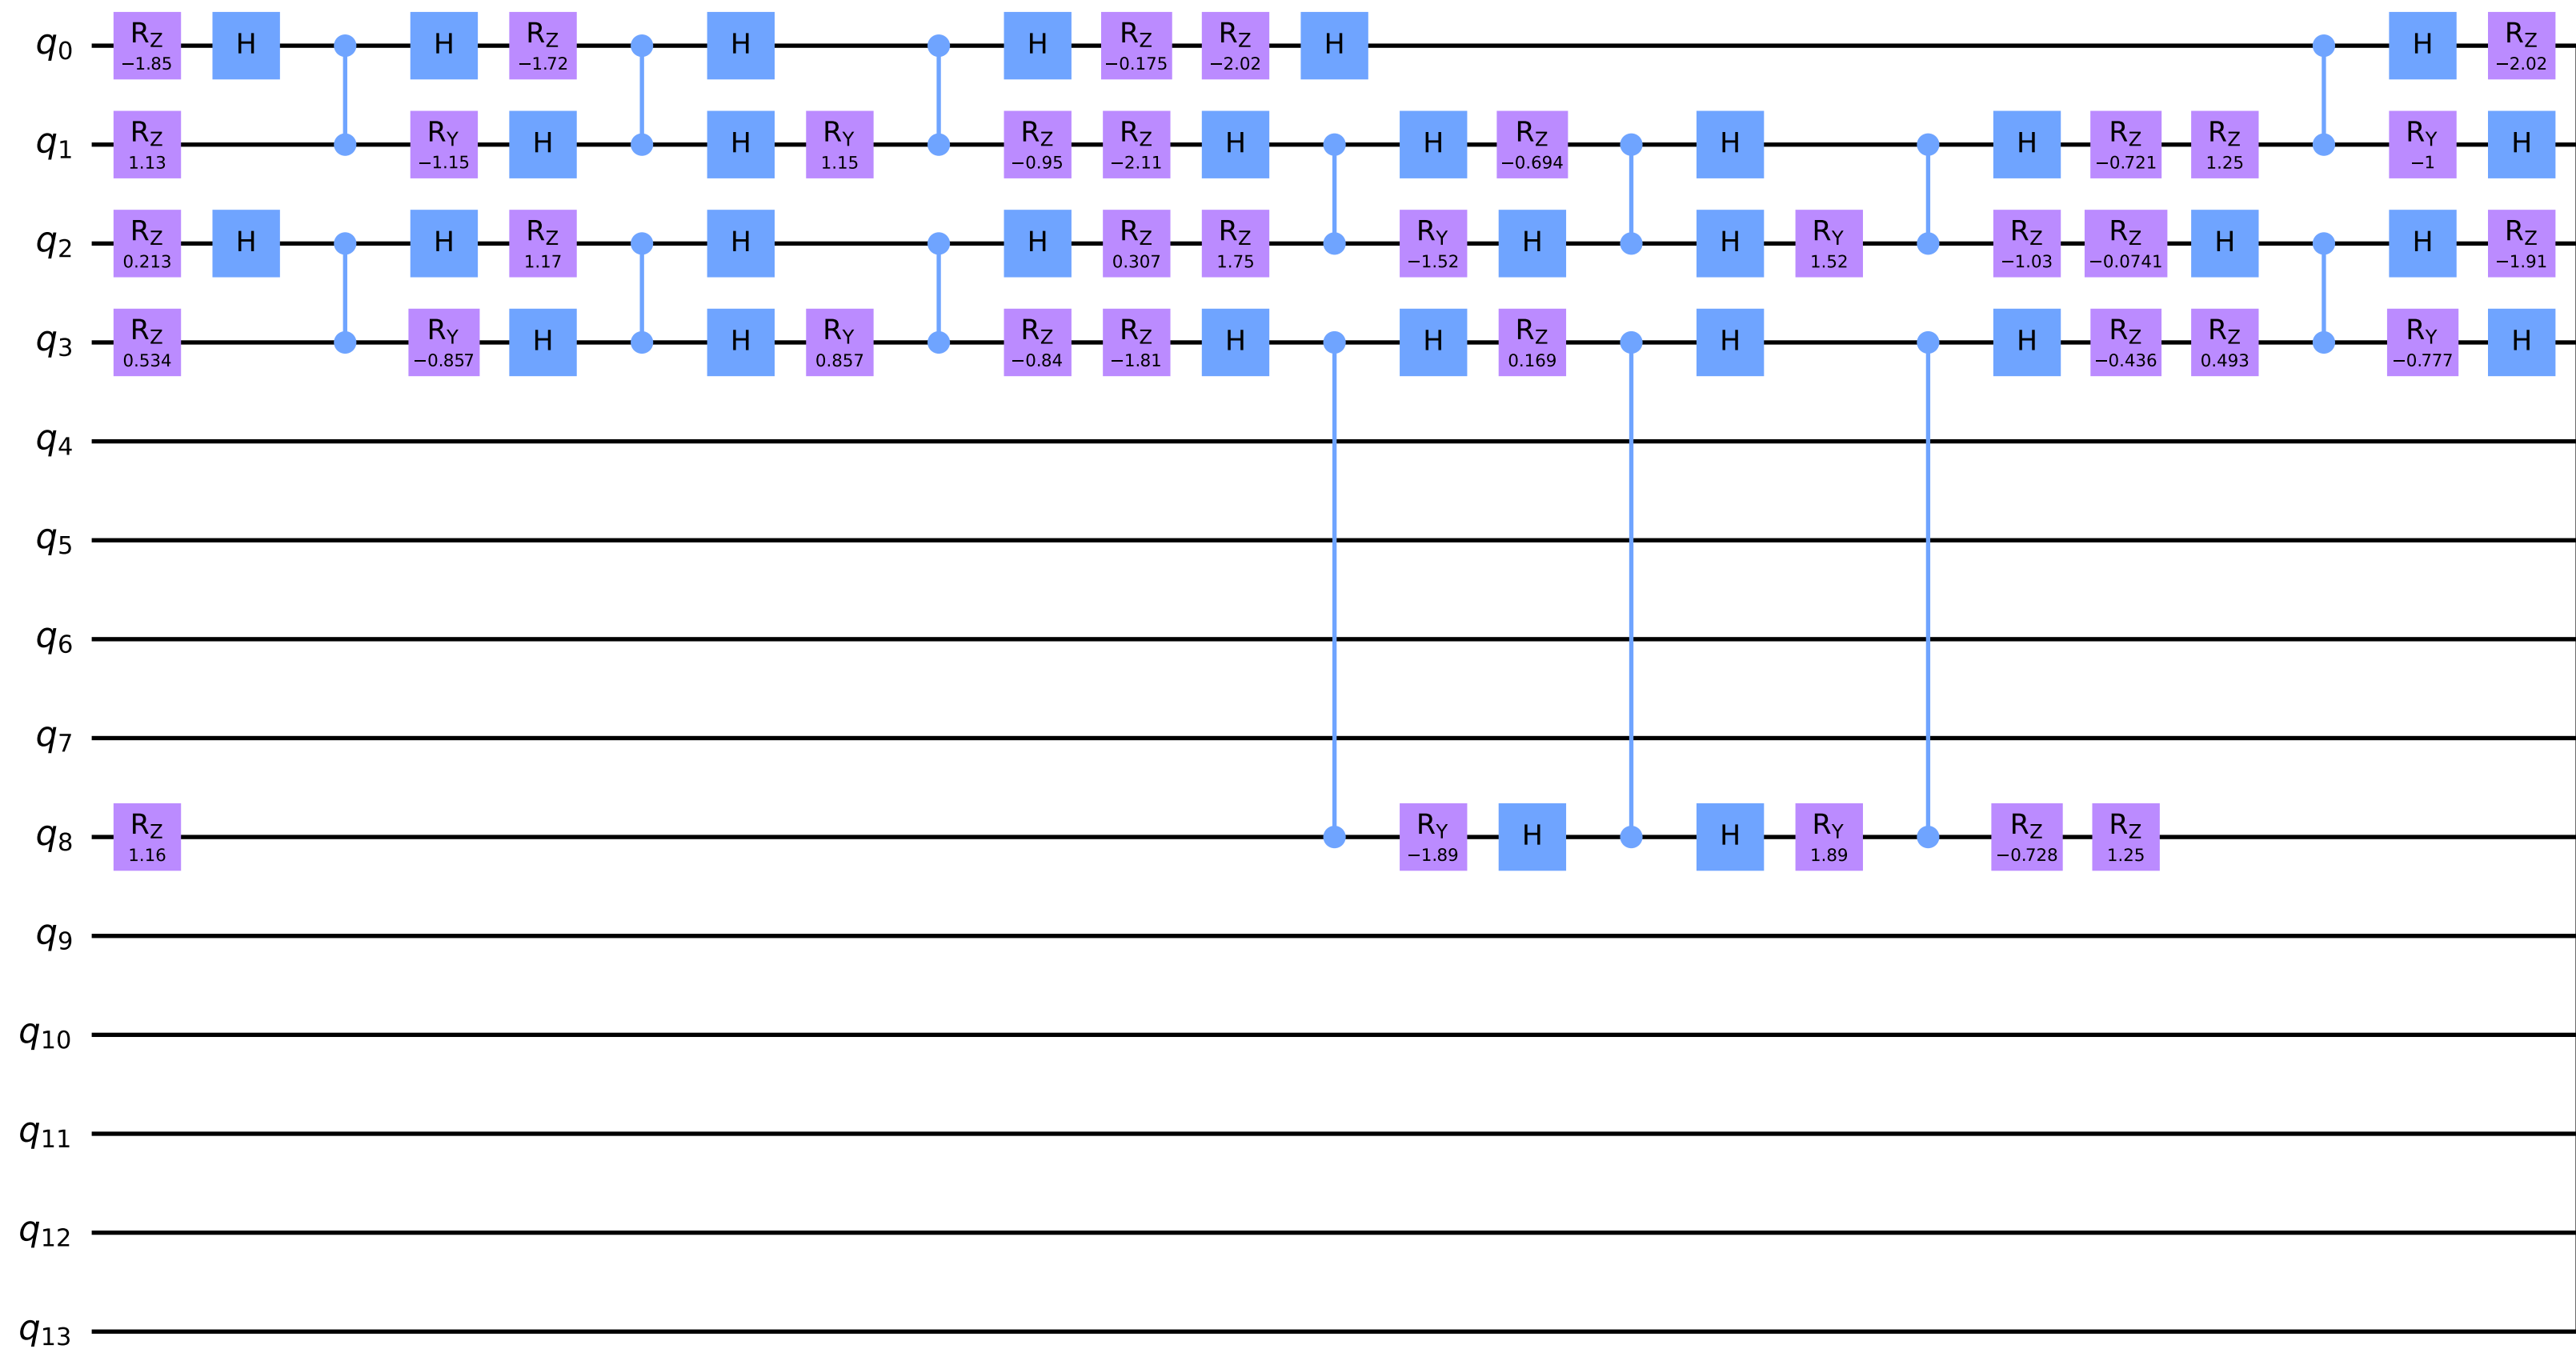 q0 RZ −1.85 H H RZ −1.72 H H RZ −0.175 RZ −2.02 H H RZ −2.02
q1 RZ 1.13 RY −1.15 H H RY 1.15 RZ −0.95 RZ −2.11 H H RZ −0.694 H H RZ −0.721 RZ 1.25 RY −1 H
q2 RZ 0.213 H H RZ 1.17 H H RZ 0.307 RZ 1.75 RY −1.52 H H RY 1.52 RZ −1.03 RZ −0.0741 H H RZ −1.91
q3 RZ 0.534 RY −0.857 H H RY 0.857 RZ −0.84 RZ −1.81 H H RZ 0.169 H H RZ −0.436 RZ 0.493 RY −0.777 H
q4
q5
q6
q7
q8 RZ 1.16 RY −1.89 H H RY 1.89 RZ −0.728 RZ 1.25
q9
q10
q11
q12
q13